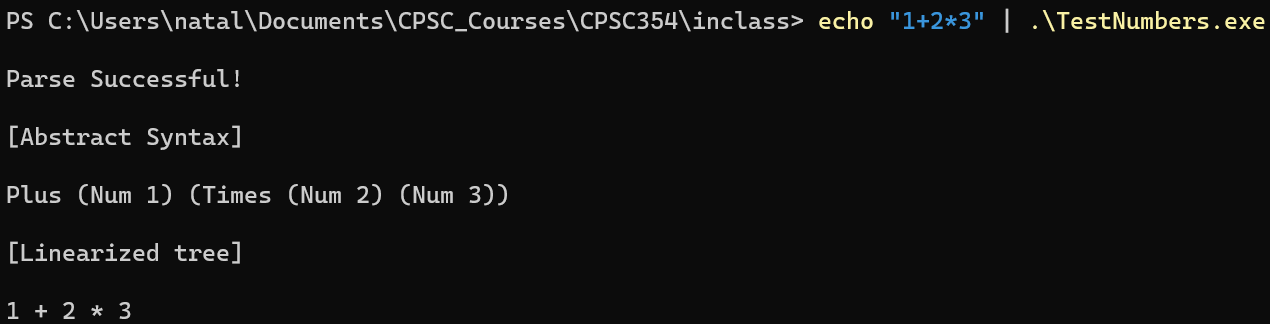 PS C:\Users\natal\Documents\CPSC_Courses\CPSC354\inclass> echo "1+2*3" | .\TestNumbers.exe
Parse Successful!
[Abstract Syntax]
Plus (Num 1) (Times (Num 2) (Num 3))
[Linearized tree]
1 + 2 * 3